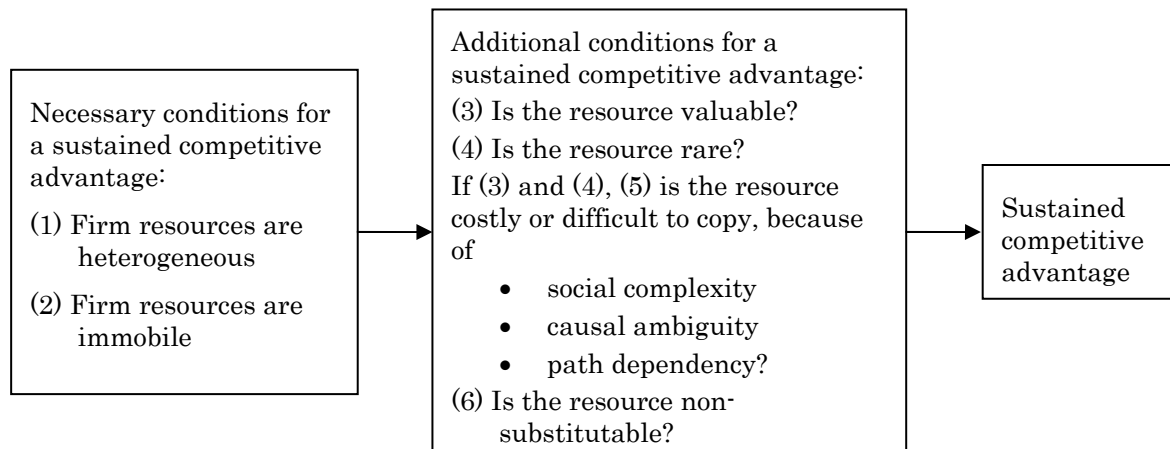 Necessary conditions for
a sustained competitive
advantage:
(1) Firm resources are
heterogeneous
(2) Firm resources are
immobile
Additional conditions for a
sustained competitive advantage:
(3) Is the resource valuable?
(4) Is the resource rare?
If (3) and (4), (5) is the resource
costly or difficult to copy, because
of
• social complexity
• causal ambiguity
• path dependency?
(6) Is the resource non-
substitutable?
Sustained
competitive
advantage